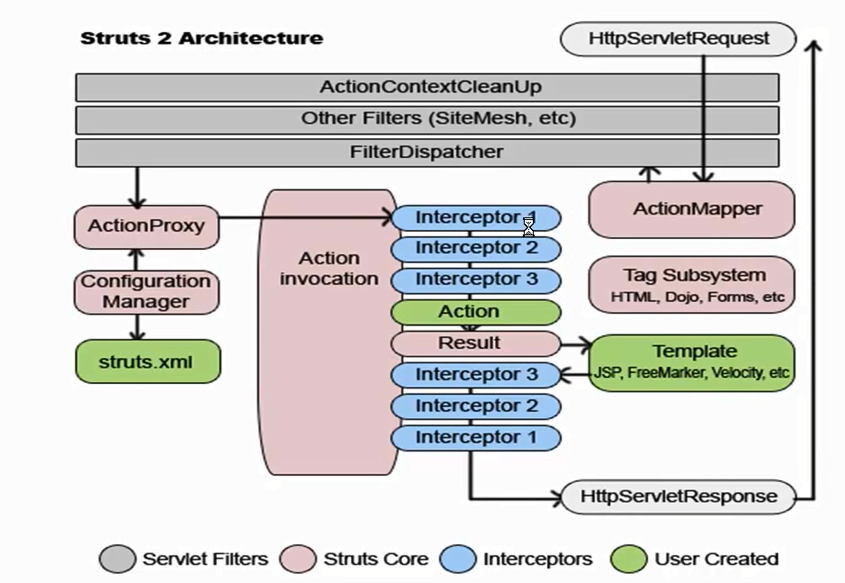 Struts 2 Architecture
HttpServletRequest
ActionContextCleanUp
Other Filters (SiteMesh, etc)
FilterDispatcher
ActionProxy
Configuration
Manager
struts.xml
Action
invocation
Interceptor 1
Interceptor 2
Interceptor 3
Action
Result
Interceptor 3
Interceptor 2
Interceptor 1
ActionMapper
Tag Subsystem
HTML, Dojo, Forms, etc
Template
JSP, FreeMarker, Velocity, etc
HttpServletResponse
Servlet Filters
Struts Core
Interceptors
User Created